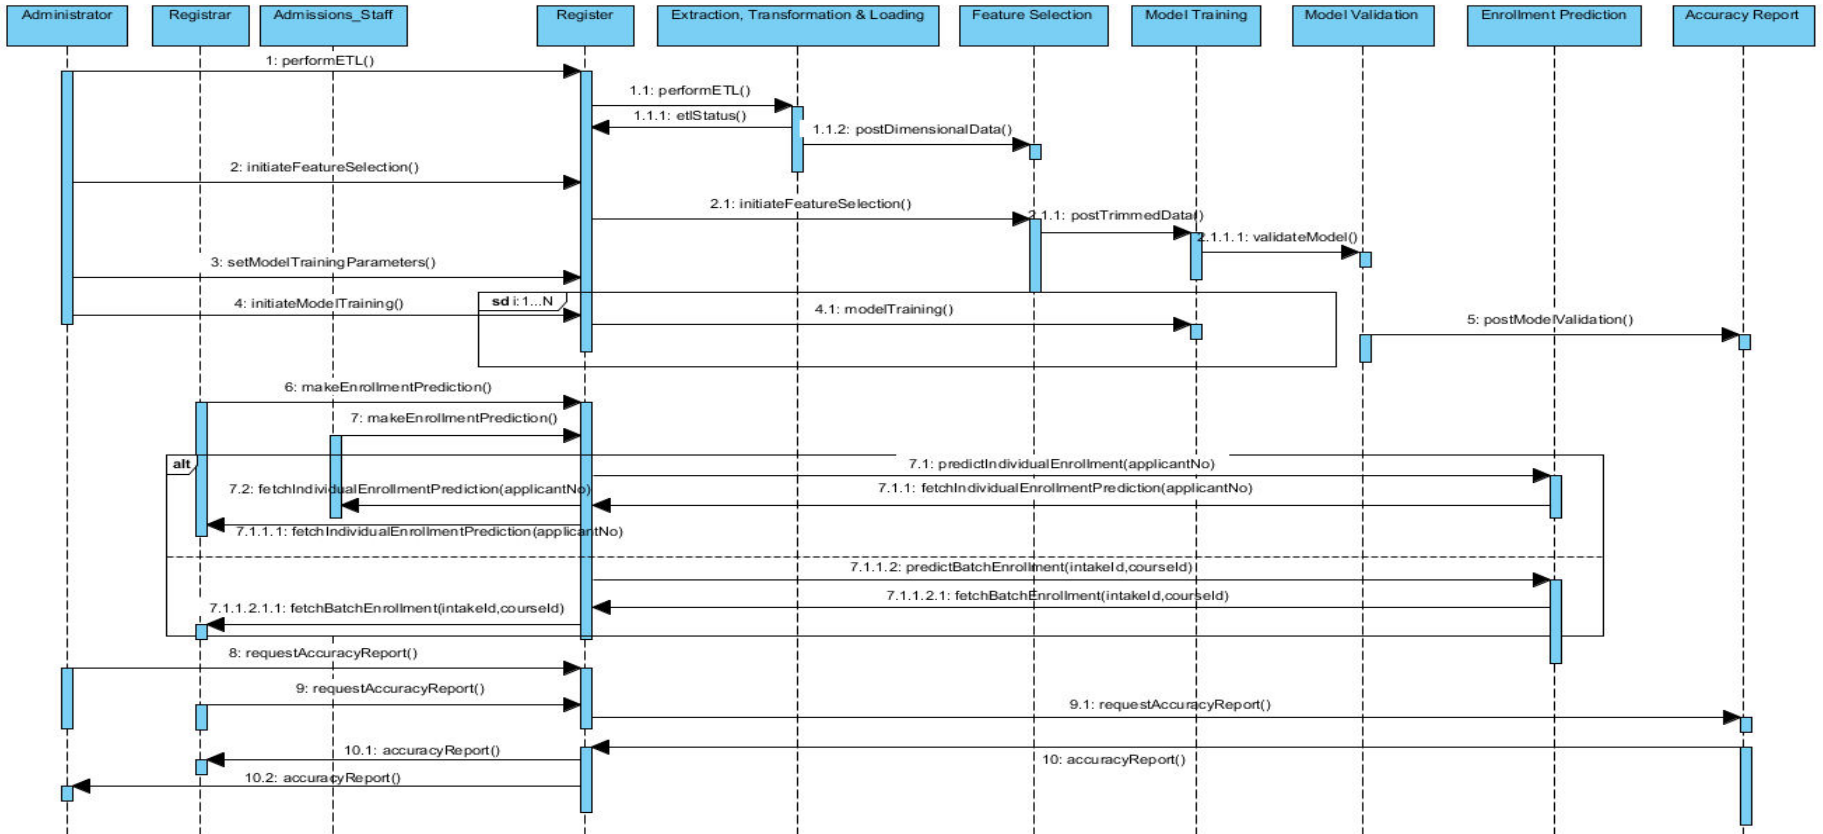 Administrator
Registrar
Admissions_Staff
Register
Extraction, Transformation & Loading
Feature Selection
Model Training
Model Validation
Enrollment Prediction
Accuracy Report
1: performETL()
1.1: performETL()
1.1.1: etlStatus()
1.1.2: postDimensionalData()
2: initiateFeatureSelection()
2.1: initiateFeatureSelection()
2.1.1: postTrimmedData()
2.1.1.1: validateModel()
3: setModelTrainingParameters()
sd i:1...N
4: initiateModelTraining()
4.1: modelTraining()
5: postModelValidation()
6: makeEnrollmentPrediction()
7: makeEnrollmentPrediction()
alt
7.1: predictIndividualEnrollment(applicantNo)
7.2: fetchIndividualEnrollmentPrediction(applicantNo)
7.1.1: fetchIndividualEnrollmentPrediction(applicantNo)
7.1.1.1: fetchIndividualEnrollmentPrediction(applicantNo)
7.1.1.2: predictBatchEnrollment(intakeId,courseId)
7.1.1.2.1: fetchBatchEnrollment(intakeId,courseId)
7.1.1.2.1.1: fetchBatchEnrollment(intakeId,courseId)
8: requestAccuracyReport()
9: requestAccuracyReport()
9.1: requestAccuracyReport()
10.1: accuracyReport()
10: accuracyReport()
10.2: accuracyReport()